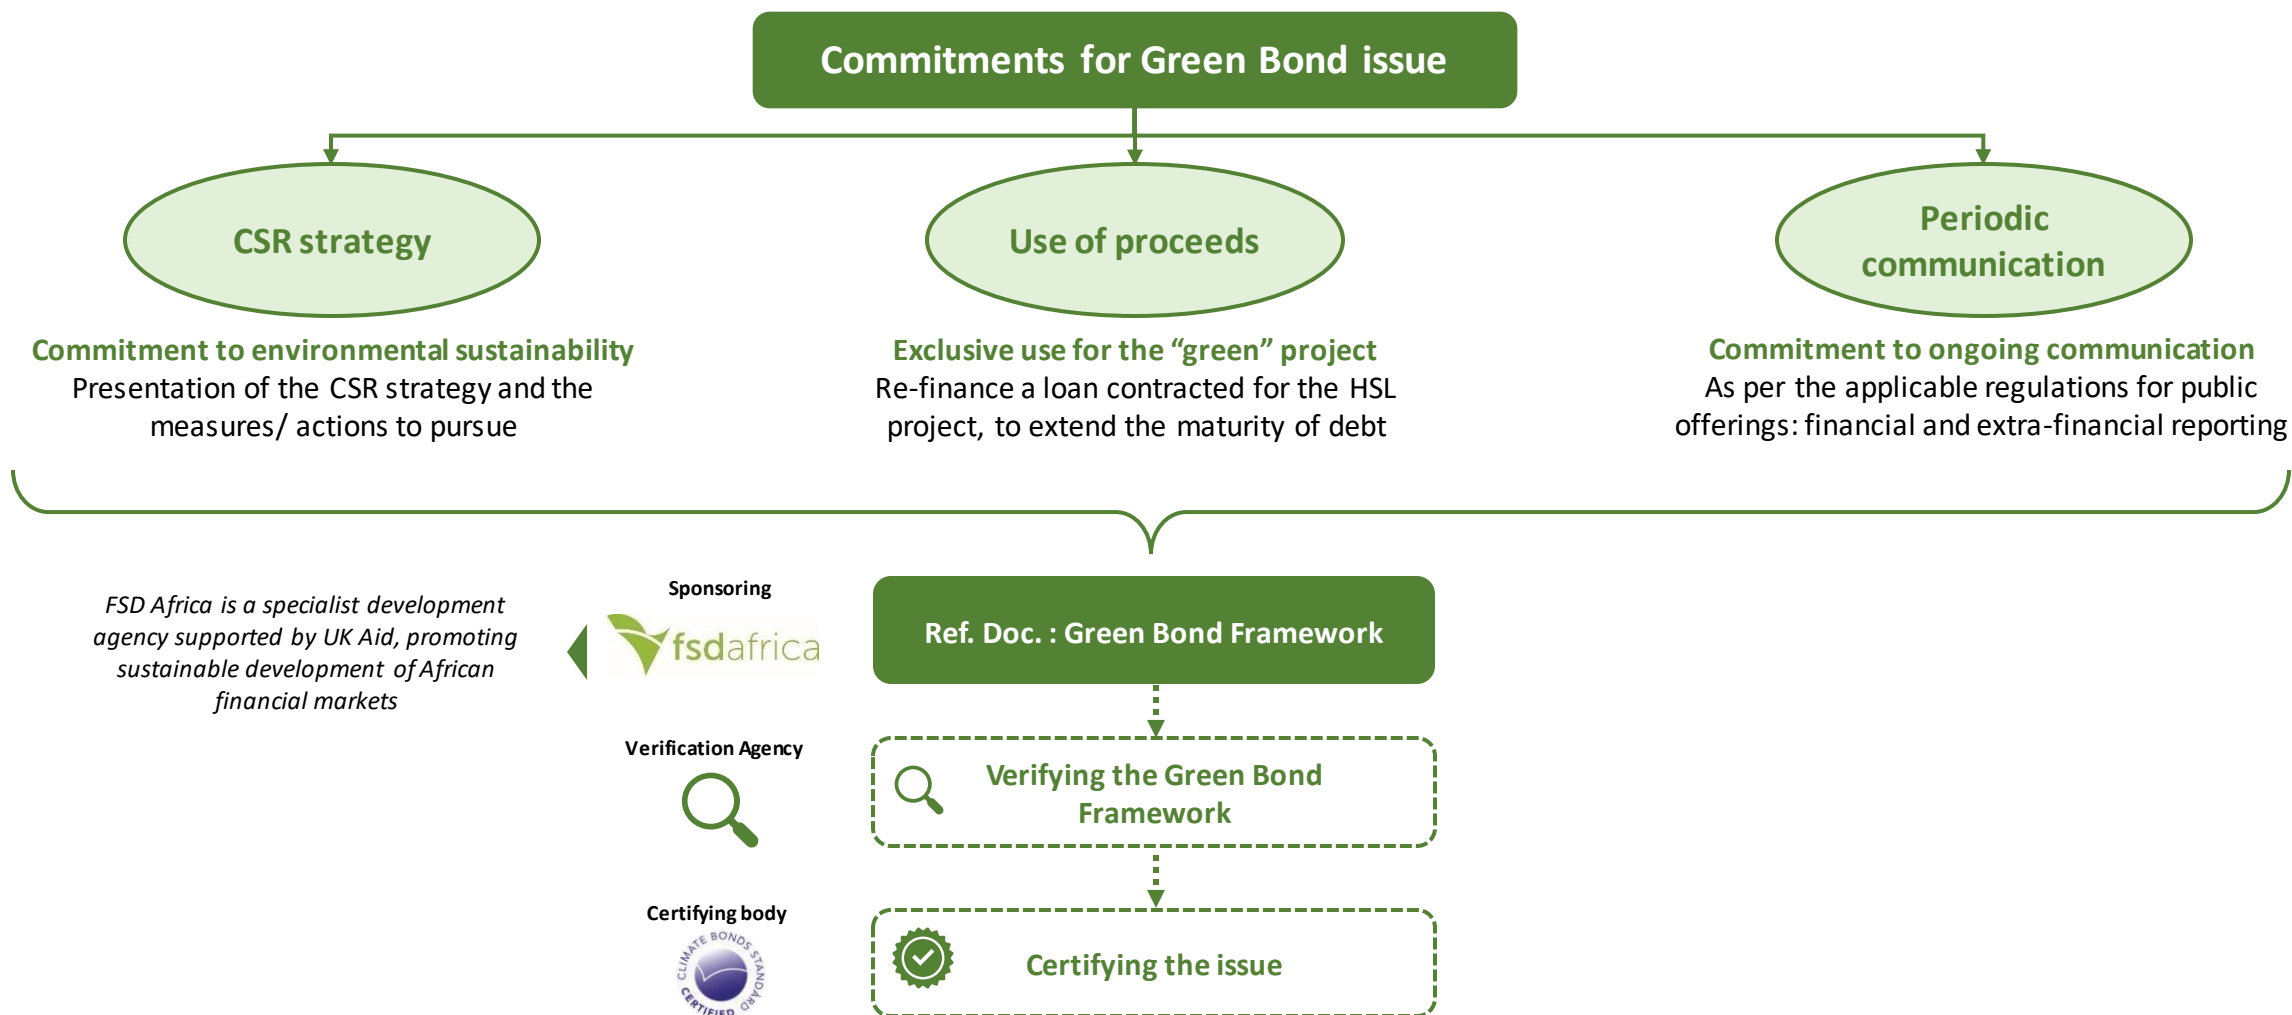 Commitments for Green Bond issue
CSR strategy
Commitment to environmental sustainability
Presentation of the CSR strategy and the
measures/ actions to pursue
Use of proceeds
Exclusive use for the “green” project
Re-finance a loan contracted for the HSL
project, to extend the maturity of debt
Periodic
communication
Commitment to ongoing communication
As per the applicable regulations for public
offerings: financial and extra-financial reporting
FSD Africa is a specialist development
agency supported by UK Aid, promoting
sustainable development of African
financial markets
Sponsoring
fsdafrica
Ref. Doc. : Green Bond Framework
Verification Agency
Verifying the Green Bond
Framework
Certifying body
CLIMATE BONDS STANDARD
CERTIFIED
Certifying the issue